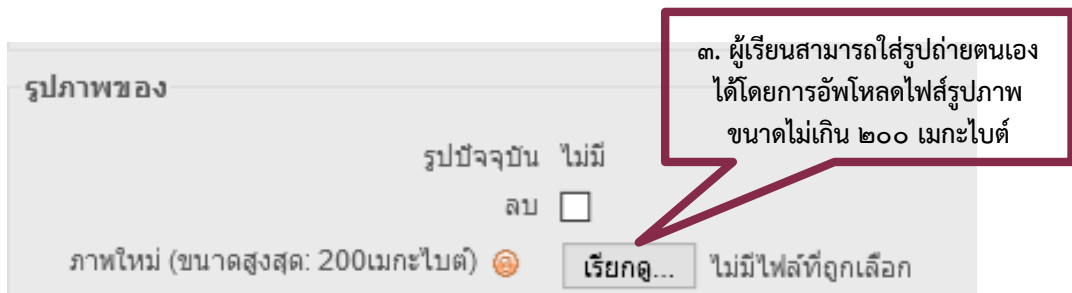 ๓. ผู้เรียนสามารถใส่รูปถ่ายตนเอง
ได้โดยการอัพโหลดไฟส์รูปภาพ
ขนาดไม่เกิน ๒๐๐ เมกะไบต์
รูปภาพของ
รูปปัจจุบัน ไม่มี
ลบ
ภาพใหม่ (ขนาดสูงสุด: 200เมกะไบต์)
เรียกดู... ไม่มีไฟล์ที่ถูกเลือก